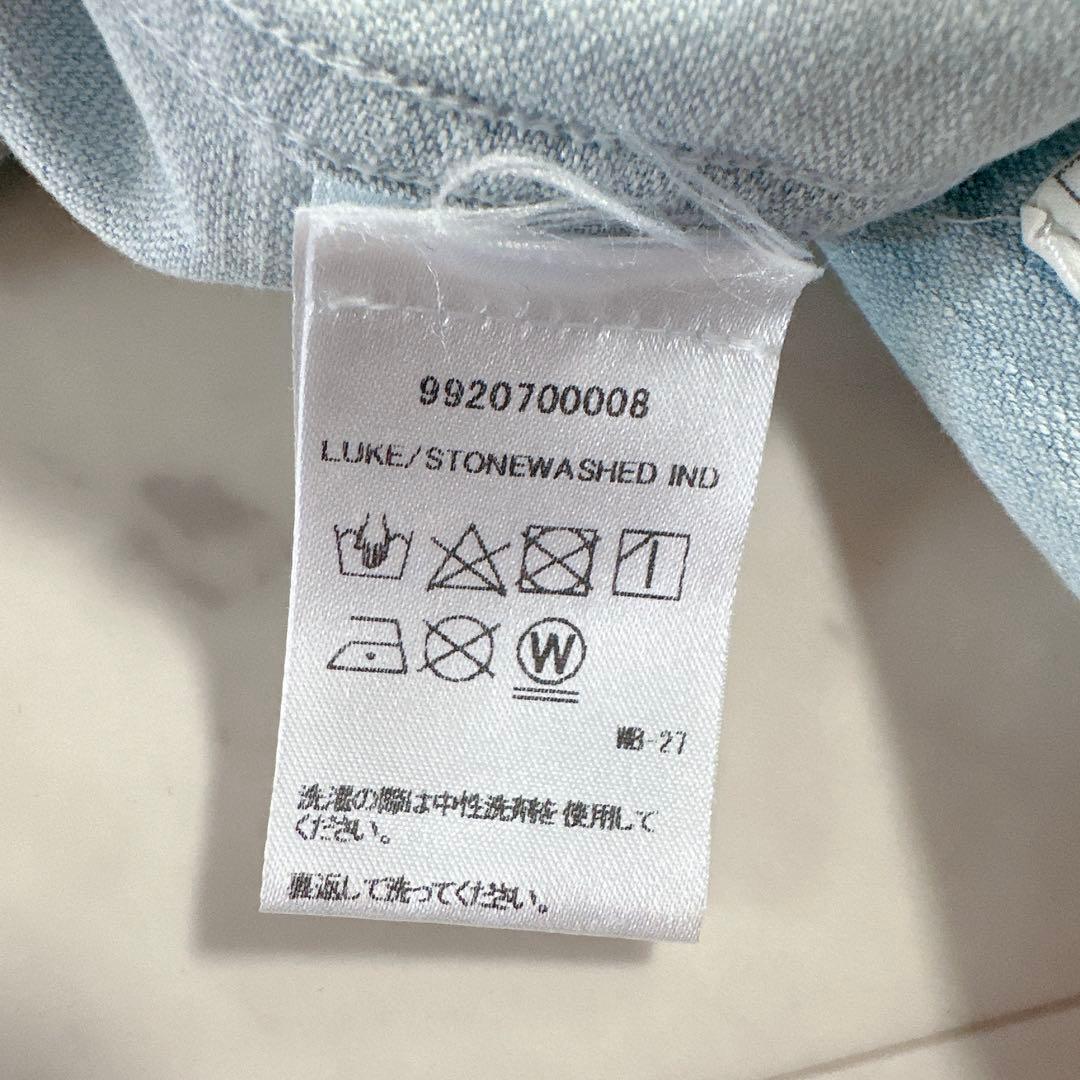 9920700008
LUKE/STONEWASHED IND
W
WB-27
洗濯の際は中性洗剤を使用して
ください。
裏返して洗ってください。